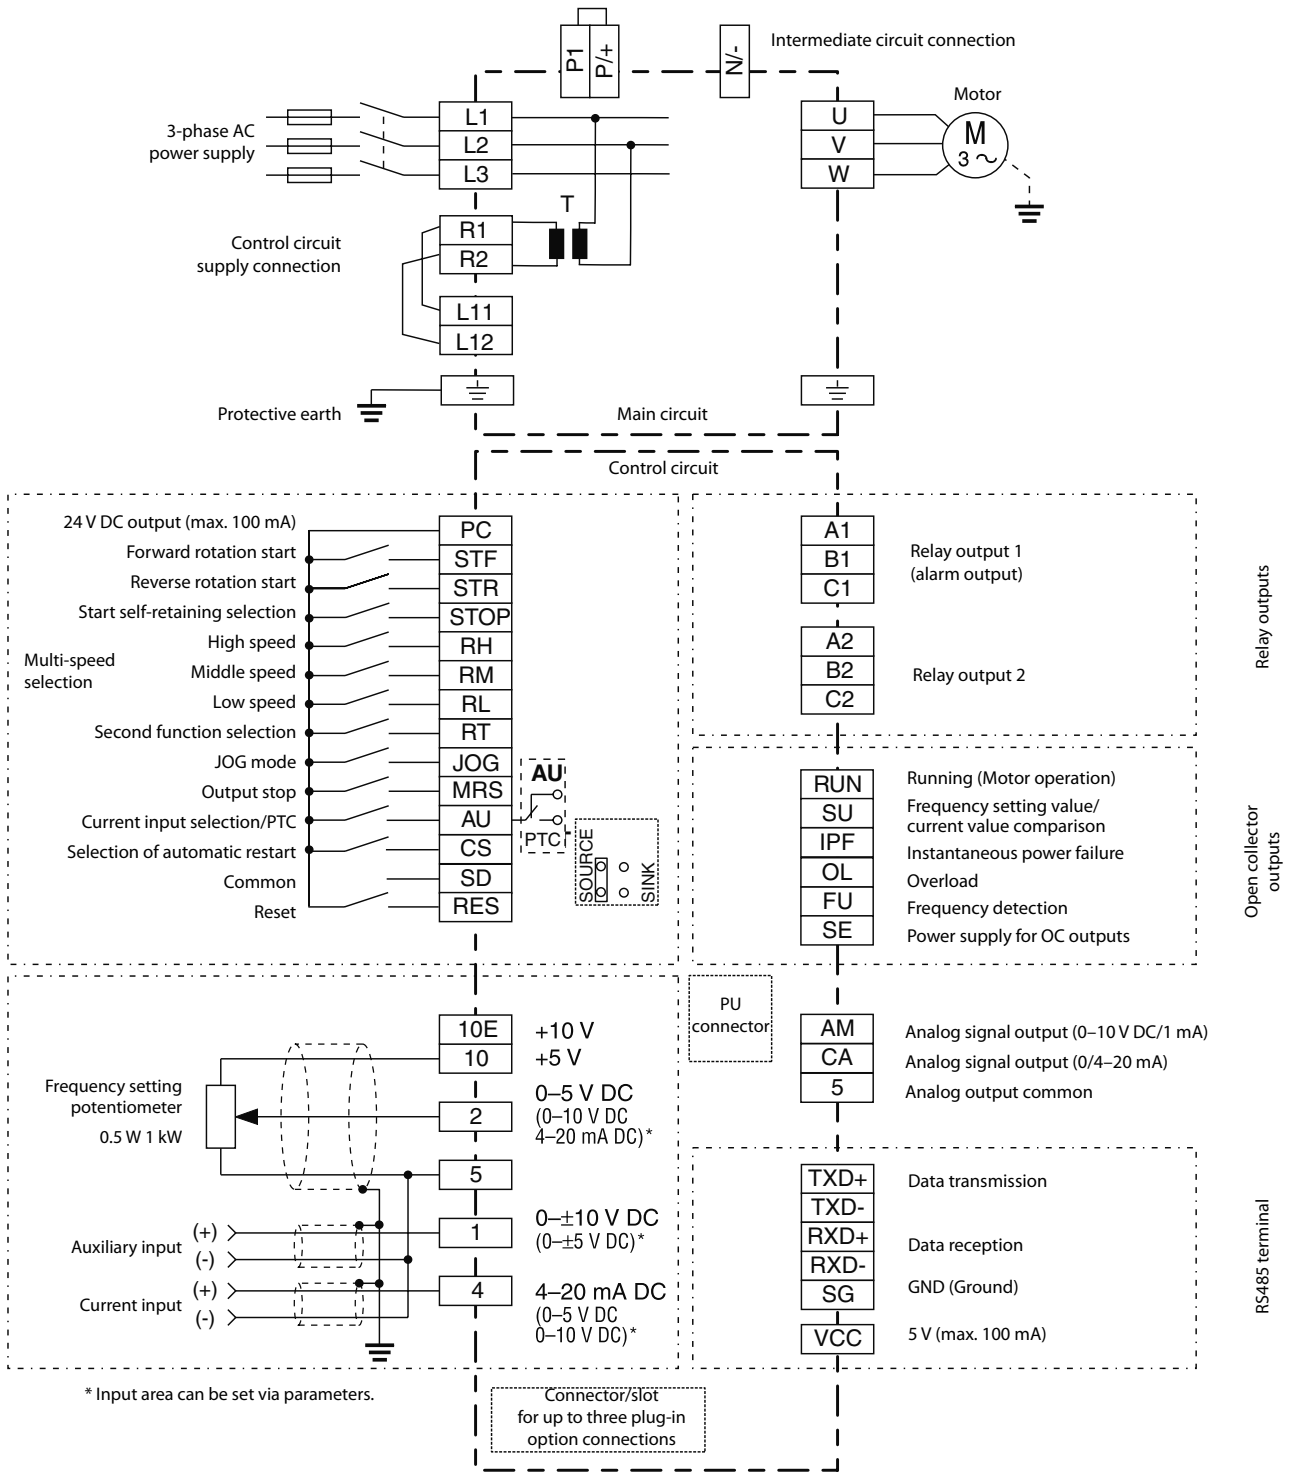 P1
P/+
N/-
Intermediate circuit connection
Motor
3-phase AC
power supply
L1
L2
L3
U
V
W
M
3 ~
T
Control circuit
supply connection
R1
R2
L11
L12
Protective earth
Main circuit
Control circuit
24 V DC output (max. 100 mA)
Forward rotation start
Reverse rotation start
Start self-retaining selection
High speed
Multi-speed
selection
Middle speed
Low speed
Second function selection
JOG mode
Output stop
Current input selection/PTC
Selection of automatic restart
Common
Reset
PC
STF
STR
STOP
RH
RM
RL
RT
JOG
MRS
AU
CS
SD
RES
AU
PTC
SOURCE
SINK
A1
B1
C1
Relay output 1
(alarm output)
A2
B2
C2
Relay output 2
Relay outputs
RUN
SU
IPF
OL
FU
SE
Running (Motor operation)
Frequency setting value/
current value comparison
Instantaneous power failure
Overload
Frequency detection
Power supply for OC outputs
Open collector
outputs
PU
connector
AM
CA
5
Analog signal output (0–10 V DC/1 mA)
Analog signal output (0/4–20 mA)
Analog output common
Frequency setting
potentiometer
0.5 W 1 kW
10E
10
2
5
1
4
+10 V
+5 V
0–5 V DC
(0–10 V DC
4–20 mA DC)*
0–±10 V DC
(0–±5 V DC)*
4–20 mA DC
(0–5 V DC
0–10 V DC)*
Auxiliary input
(+)
(-)
Current input
(+)
(-)
TXD+
TXD-
RXD+
RXD-
SG
VCC
Data transmission
Data reception
GND (Ground)
5 V (max. 100 mA)
RS485 terminal
* Input area can be set via parameters.
Connector/slot
for up to three plug-in
option connections